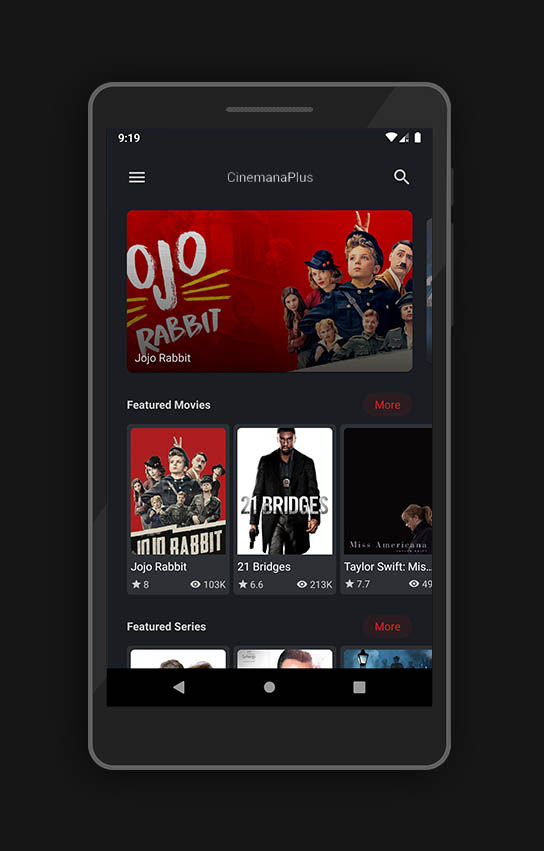 9:19
CinemanaPlus
OJO
RABBIT
Jojo Rabbit
Featured Movies
More
JOJO RABBIT
21 BRIDGES
Miss Americana
Jojo Rabbit
21 Bridges
Taylor Swift: Mis...
8
103K
6.6
213K
7.7
49
Featured Series
More